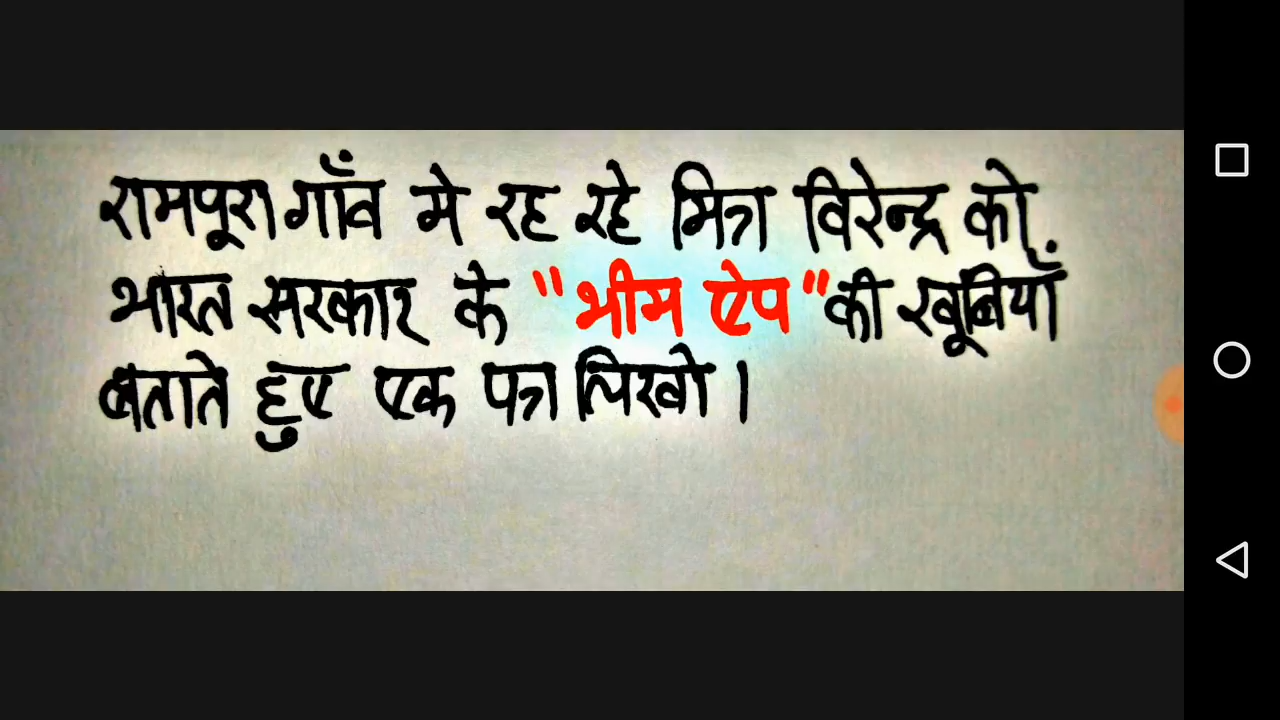 रामपूरा गाँव मे रह रहे मित्र विरेन्द्र को
भारत सरकार के "भीम ऐप" की खूबियाँ
बताते हुए एक पत्र लिखो।